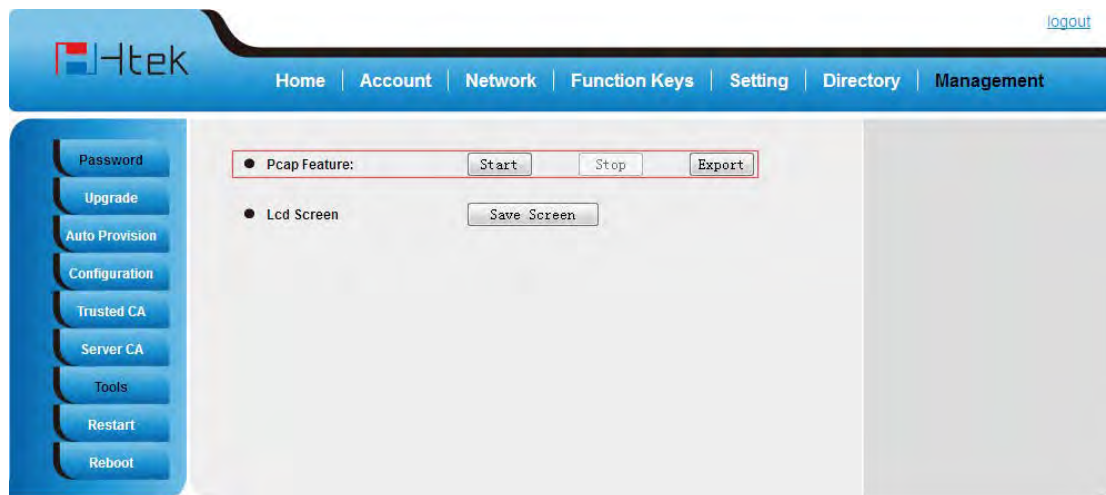 logout
Htek
Home Account Network Function Keys Setting Directory Management
Password
Upgrade
Auto Provision
Configuration
Trusted CA
Server CA
Tools
Restart
Reboot
Pcap Feature: Start Stop Export
Lcd Screen Save Screen